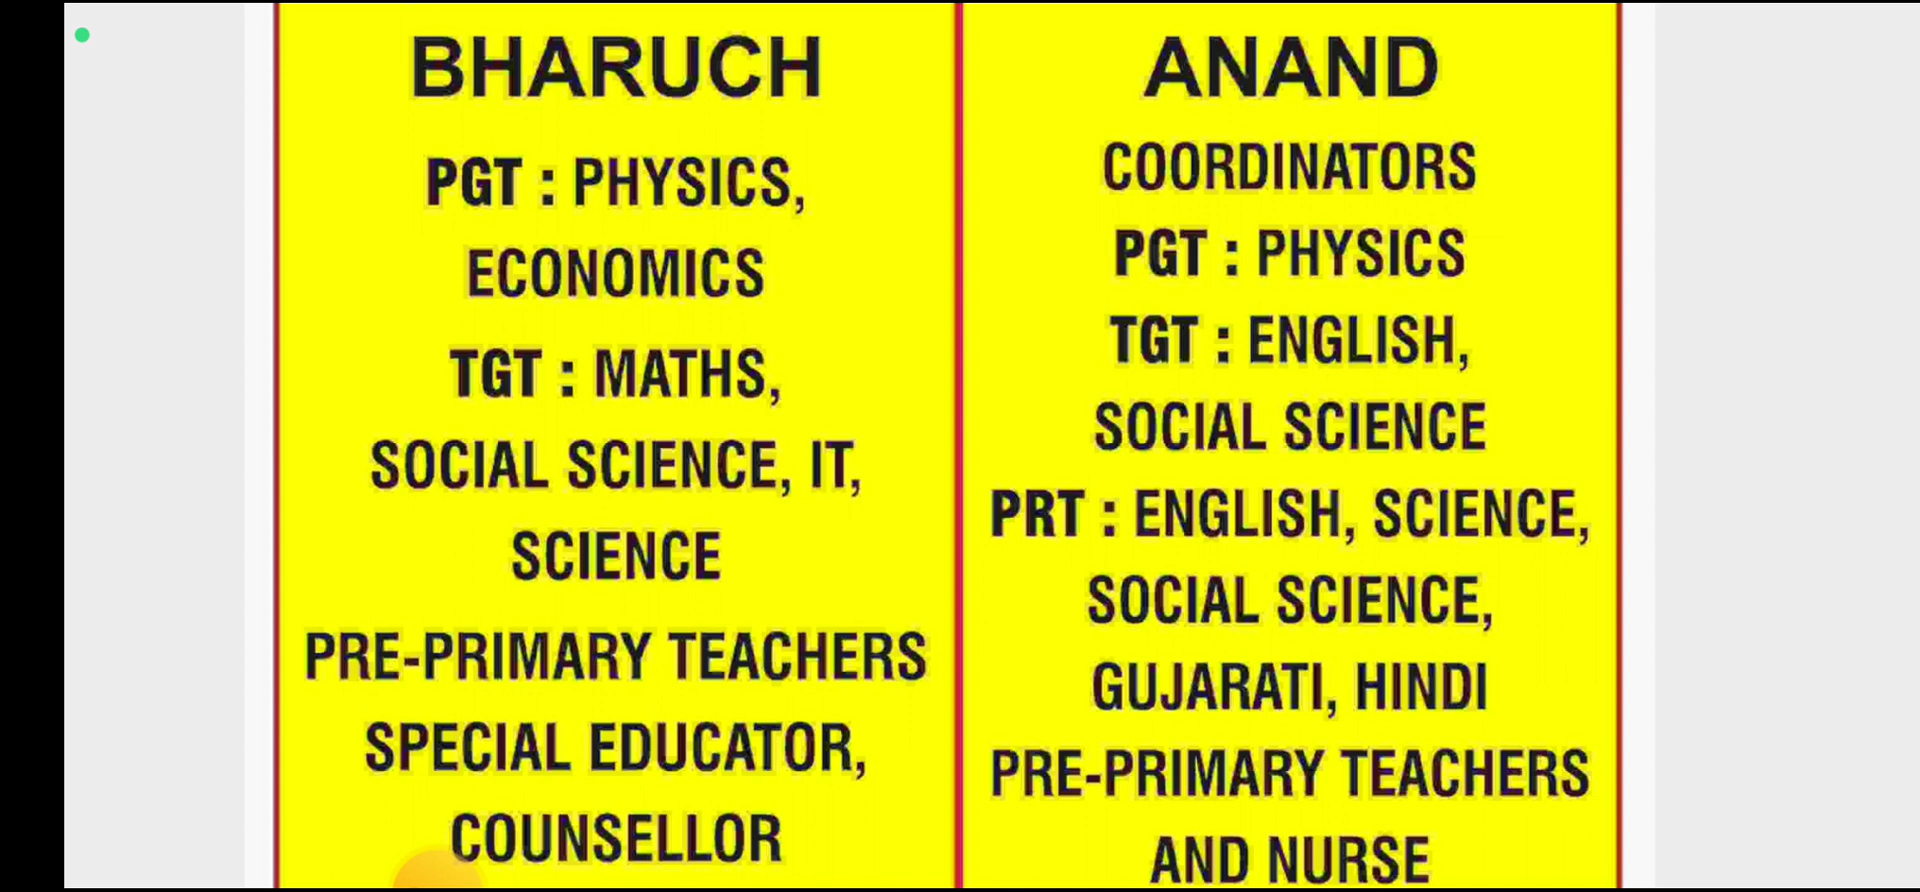 BHARUCH
PGT : PHYSICS,
ECONOMICS
TGT : MATHS,
SOCIAL SCIENCE, IT,
SCIENCE
PRE-PRIMARY TEACHERS
SPECIAL EDUCATOR,
COUNSELLOR
ANAND
COORDINATORS
PGT : PHYSICS
TGT : ENGLISH,
SOCIAL SCIENCE
PRT : ENGLISH, SCIENCE,
SOCIAL SCIENCE,
GUJARATI, HINDI
PRE-PRIMARY TEACHERS
AND NURSE